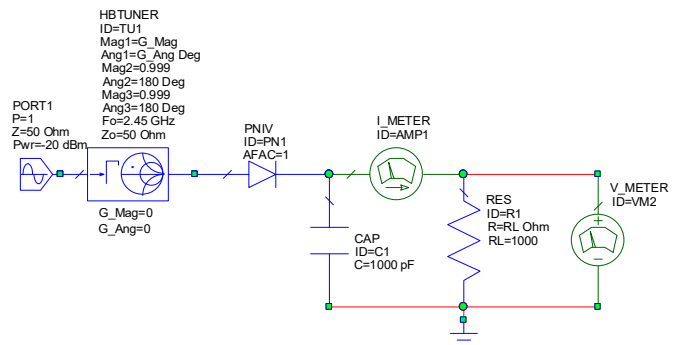 HBTUNER
ID=TU1
Mag1=G_Mag
Ang1=G_Ang Deg
Mag2=0.999
Ang2=180 Deg
Mag3=0.999
Ang3=180 Deg
Fo=2.45 GHz
Zo=50 Ohm
PORT1
P=1
Z=50 Ohm
Pwr=-20 dBm
G_Mag=0
G_Ang=0
PNIV
ID=PN1
AFAC=1
I_METER
ID=AMP1
CAP
ID=C1
C=1000 pF
RES
ID=R1
R=RL Ohm
RL=1000
V_METER
ID=VM2